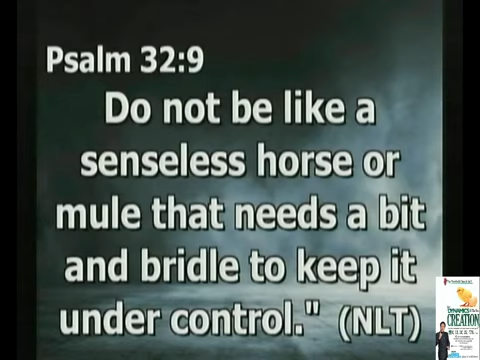 Psalm 32:9
Do not be like a
senseless horse or
mule that needs a bit
and bridle to keep it
under control." (NLT)
DYNAMICS
CREATION